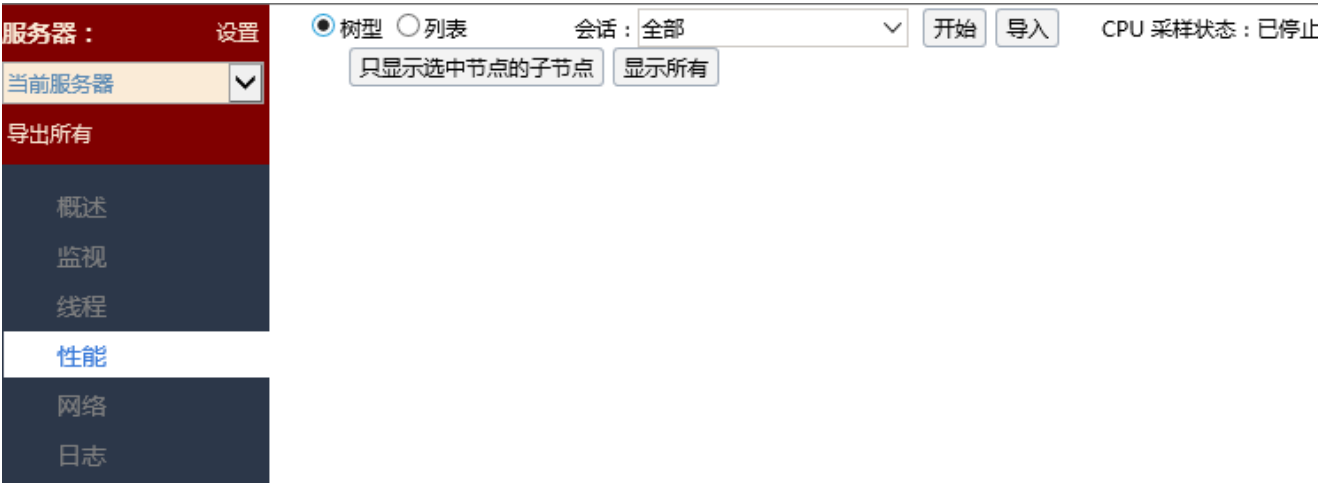 服务器： 设置
当前服务器
导出所有
概述
监视
线程
性能
网络
日志
树型 列表 会话：全部 开始 导入 CPU 采样状态：已停止
只显示选中节点的子节点 显示所有